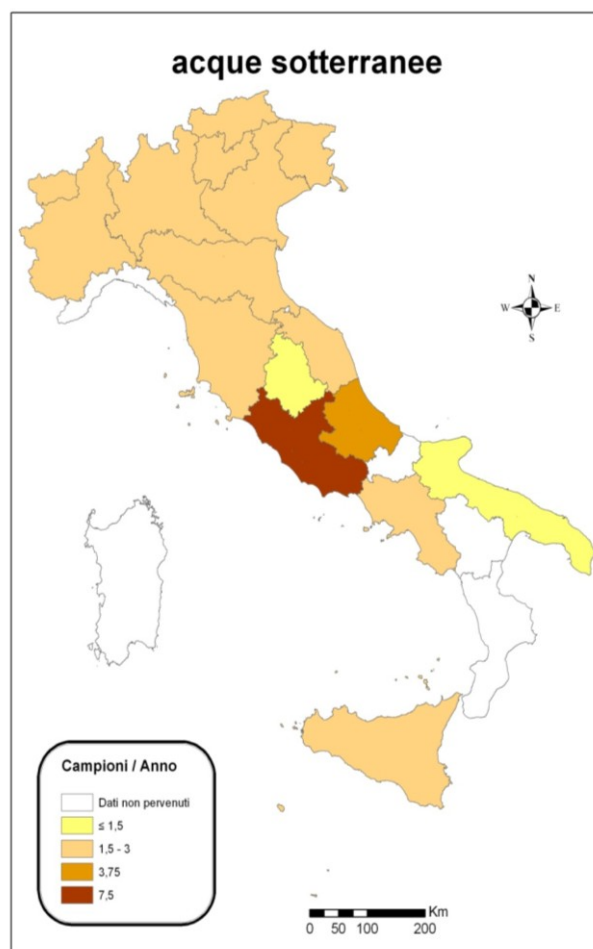 acque sotterranee
N
W E
S
Campioni / Anno
Dati non pervenuti
≤ 1,5
1,5 - 3
3,75
7,5
Km
0 50 100 200